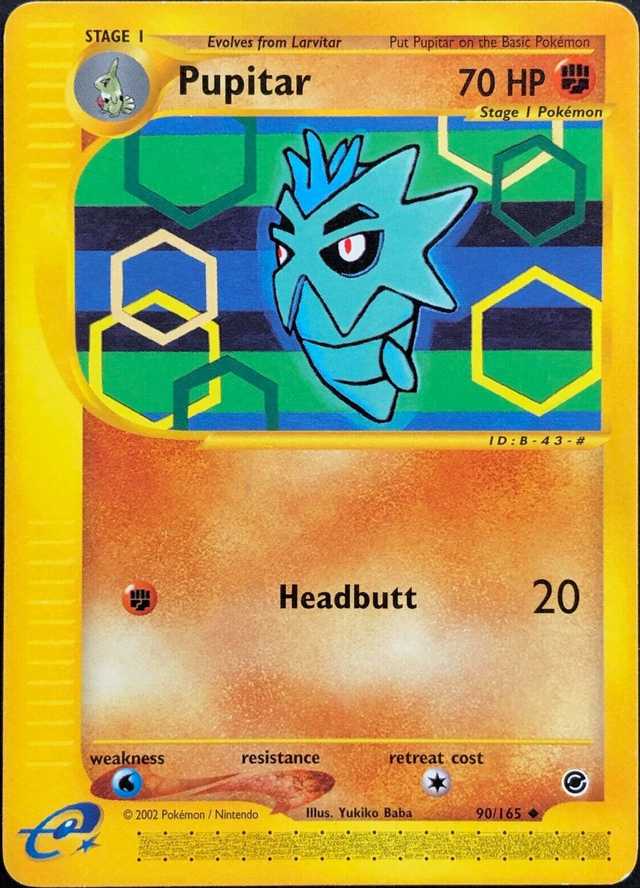 STAGE 1
Evolves from Larvitar
Put Pupitar on the Basic Pokémon
Pupitar
70 HP
Stage 1 Pokémon
ID:B-43-#
Headbutt
20
weakness
resistance
retreat cost
© 2002 Pokémon / Nintendo
Illus. Yukiko Baba
90/165
e